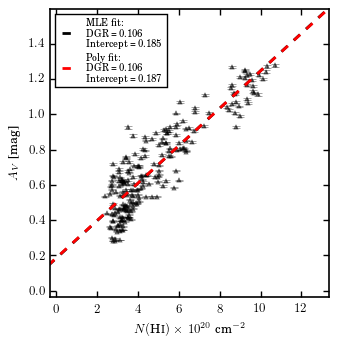 MLE fit:
DGR = 0.106
Intercept = 0.185
Poly fit:
DGR = 0.106
Intercept = 0.187
1.4
1.2
1.0
0.8
0.6
0.4
0.2
0.0
A_V [mag]
0 2 4 6 8 10 12
N(HI) × 10^20 cm^−2